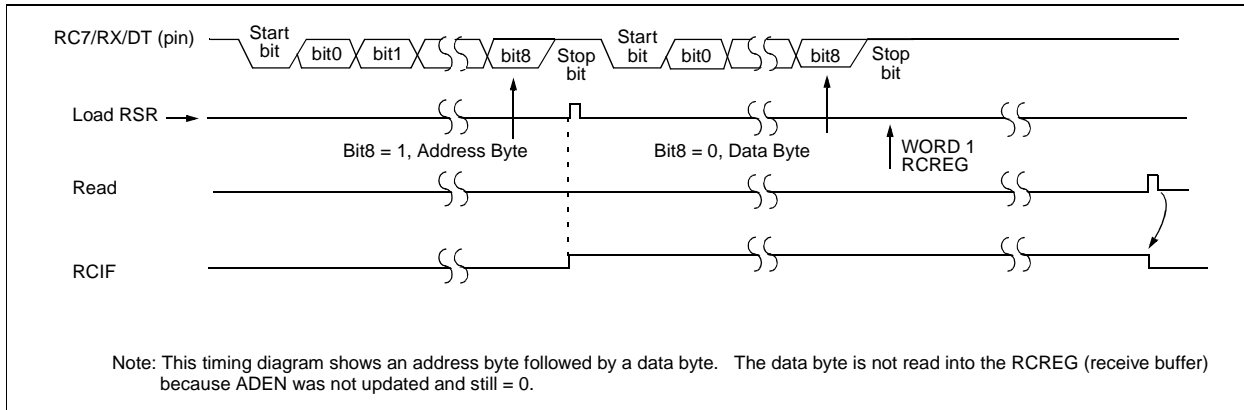 RC7/RX/DT (pin)
Start
bit
bit0
bit1
bit8
Stop
bit
Start
bit
bit0
bit8
Stop
bit
Load RSR
Bit8 = 1, Address Byte
Bit8 = 0, Data Byte
WORD 1
RCREG
Read
RCIF
Note: This timing diagram shows an address byte followed by a data byte. The data byte is not read into the RCREG (receive buffer)
because ADEN was not updated and still = 0.